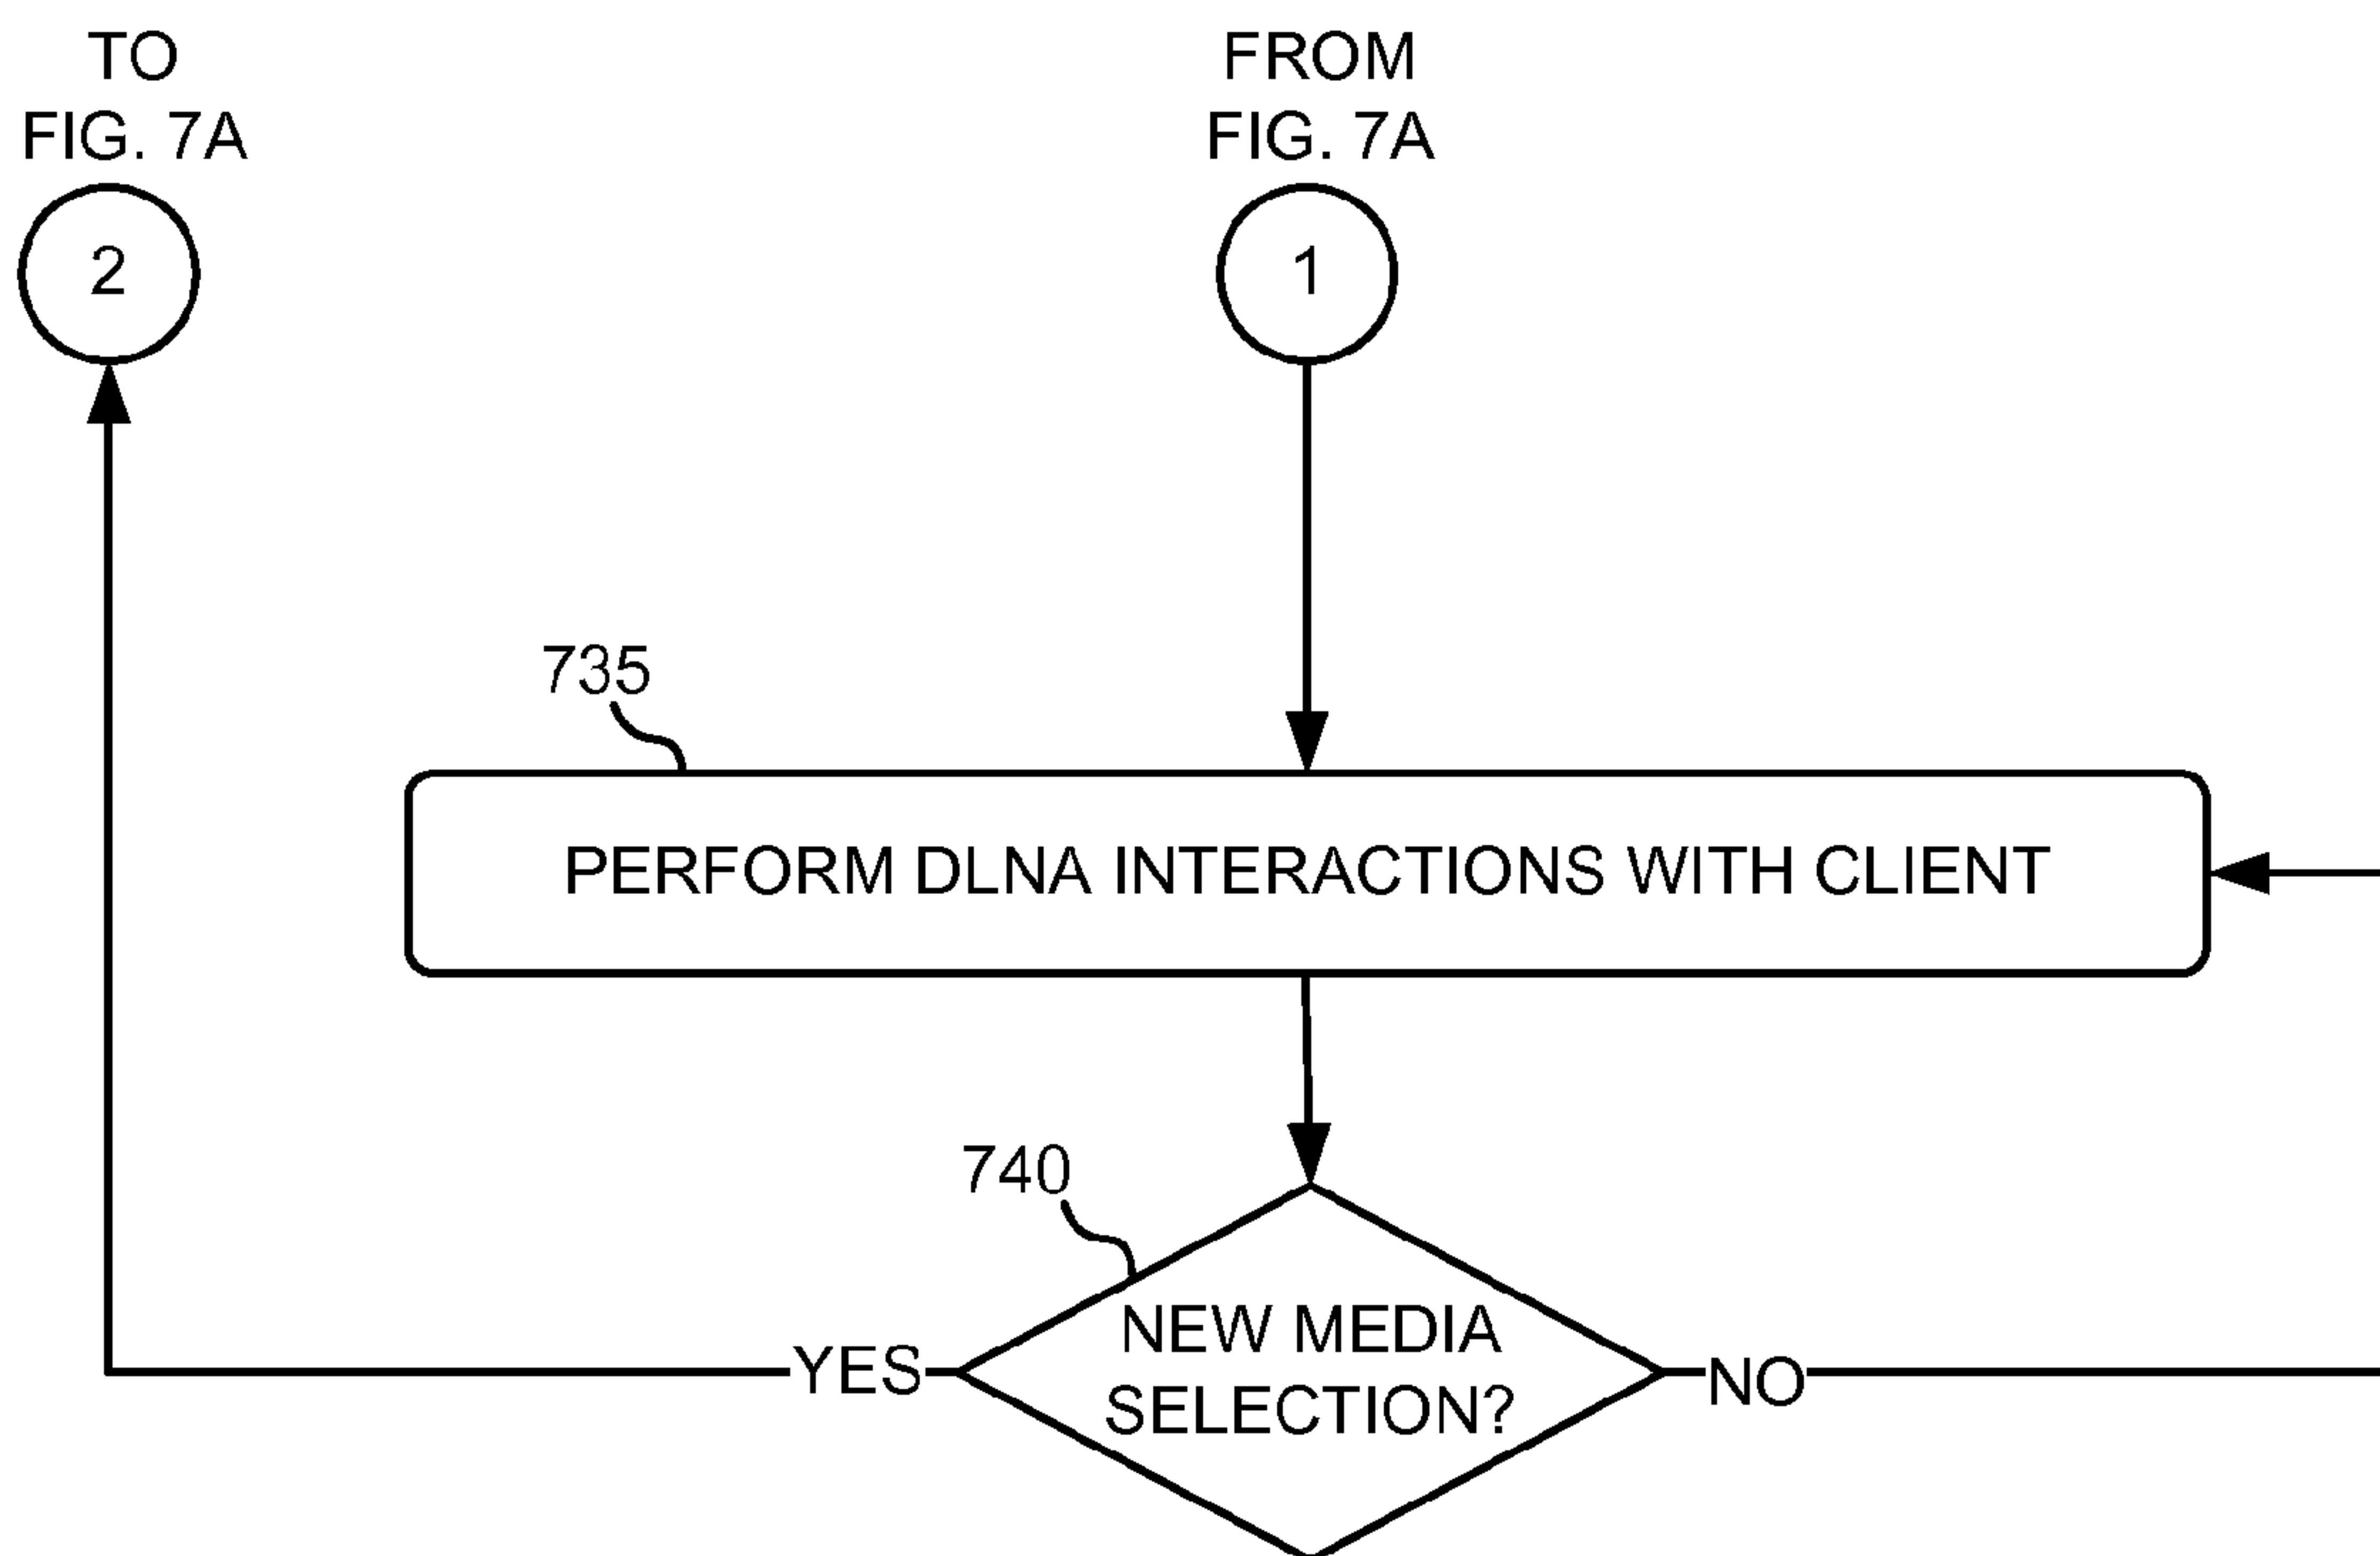 TO
FIG. 7A
2
FROM
FIG. 7A
1
735
PERFORM DLNA INTERACTIONS WITH CLIENT
740
NEW MEDIA
SELECTION?
YES
NO